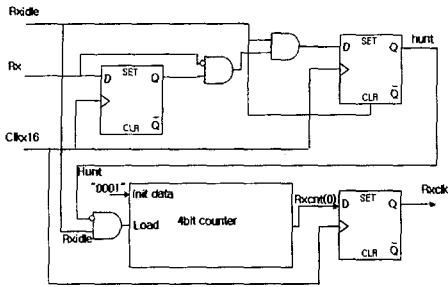 Rxidle
hunt
Rx
D SET Q
Q̅
CLR
D SET Q
Q̅
CLR
Clkx16
Hunt
"0001"
Init data
Load
4bit counter
Rxcnt(0)
Rxidle
D SET Q
Q̅
CLR
Rxclk